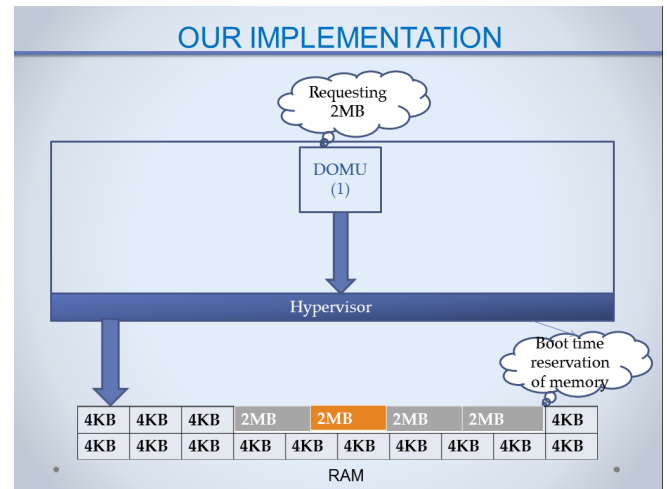 OUR IMPLEMENTATION
Requesting
2MB
DOMU
(1)
Hypervisor
Boot time
reservation
of memory
4KB 4KB 4KB 2MB 2MB 2MB 2MB 4KB
4KB 4KB 4KB 4KB 4KB 4KB 4KB 4KB 4KB 4KB
RAM